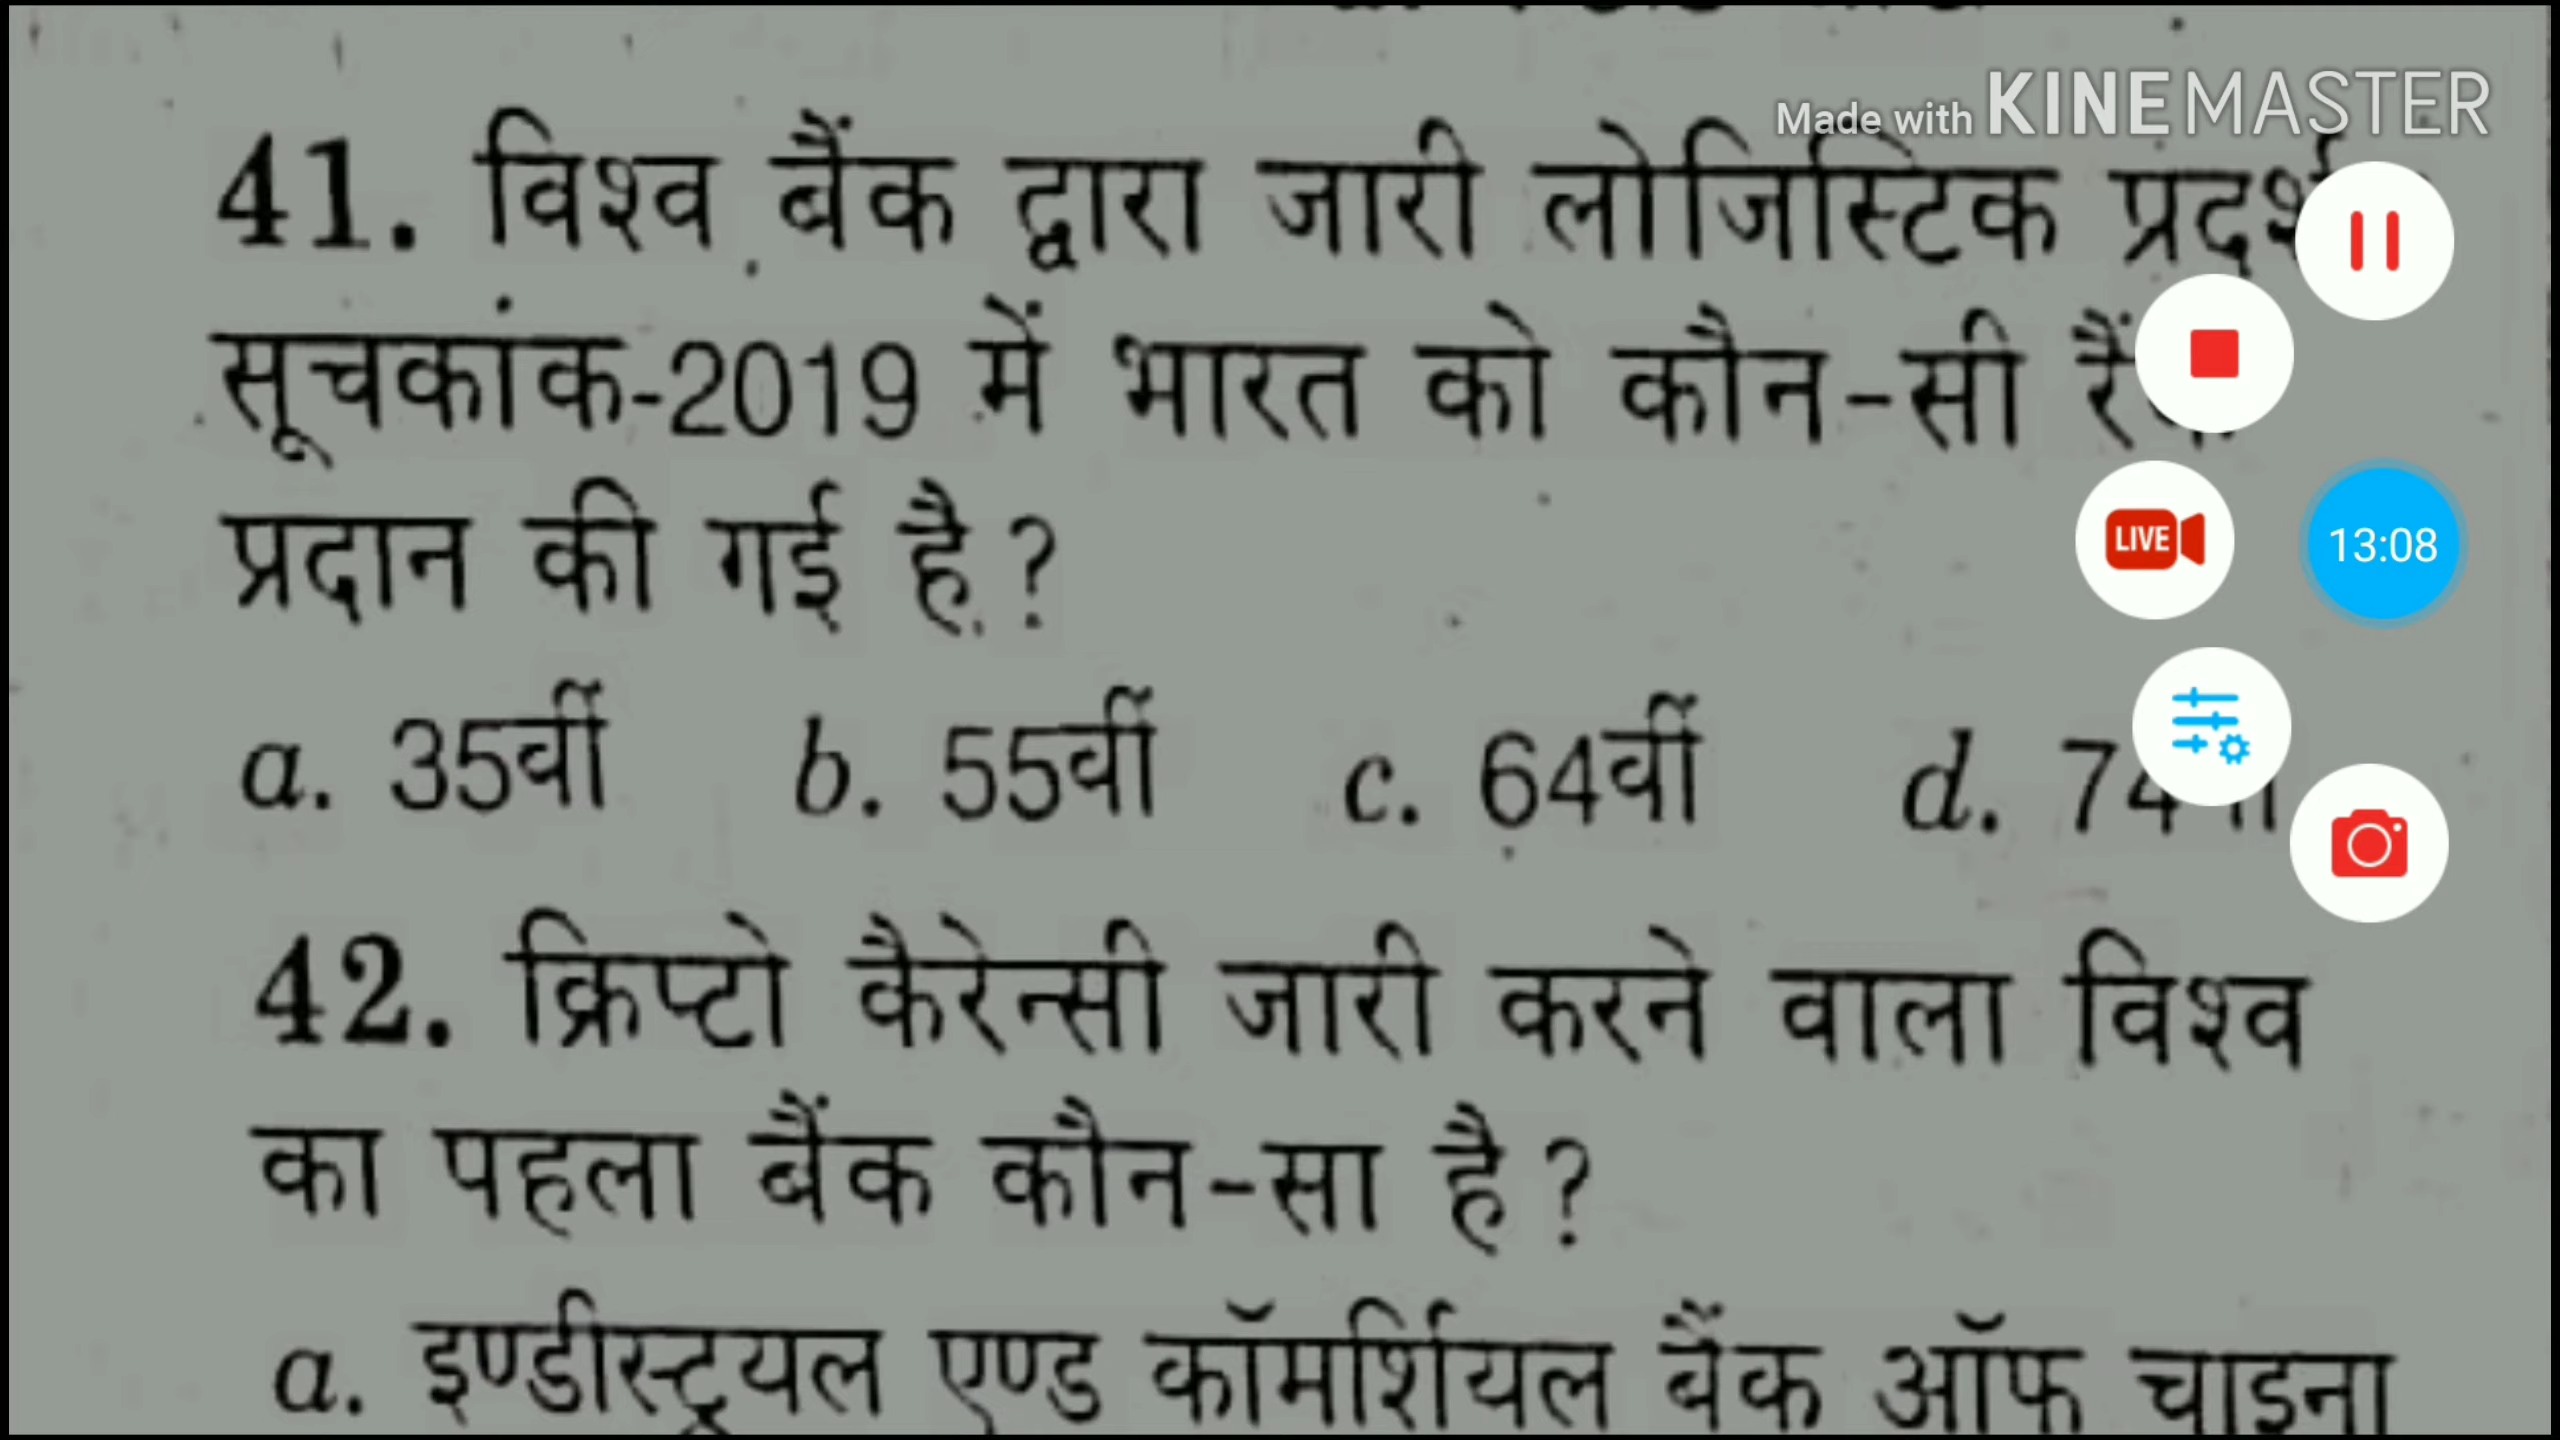 Made with KINEMASTER
41. विश्व बैंक द्वारा जारी लोजिस्टिक
सूचकांक-2019 में भारत को कौन-सी
प्रदान की गई है?
a. 35वीं b. 55वीं c. 64वीं d.
LIVE
13:08
42. क्रिप्टो कैरेन्सी जारी करने वाला विश्व
का पहला बैंक कौन-सा है?
a. इण्डीस्ट्रयल एण्ड कॉमर्शियल बैंक ऑफ चाइना